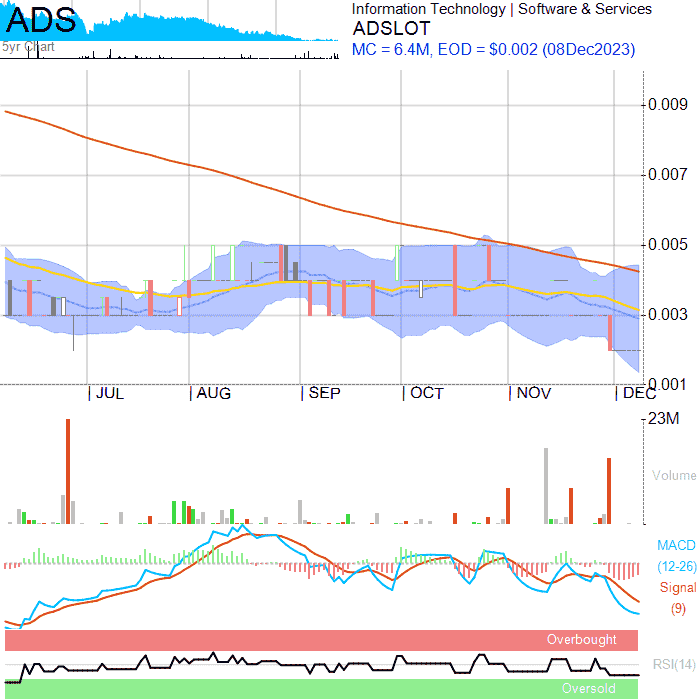 ADS
5yr Chart
Information Technology | Software & Services
ADSLOT
MC = 6.4M, EOD = $0.002 (08Dec2023)
0.009
0.007
0.005
0.003
0.001
JUL
AUG
SEP
OCT
NOV
DEC
23M
Volume
MACD
(12-26)
Signal
(9)
Overbought
RSI(14)
Oversold